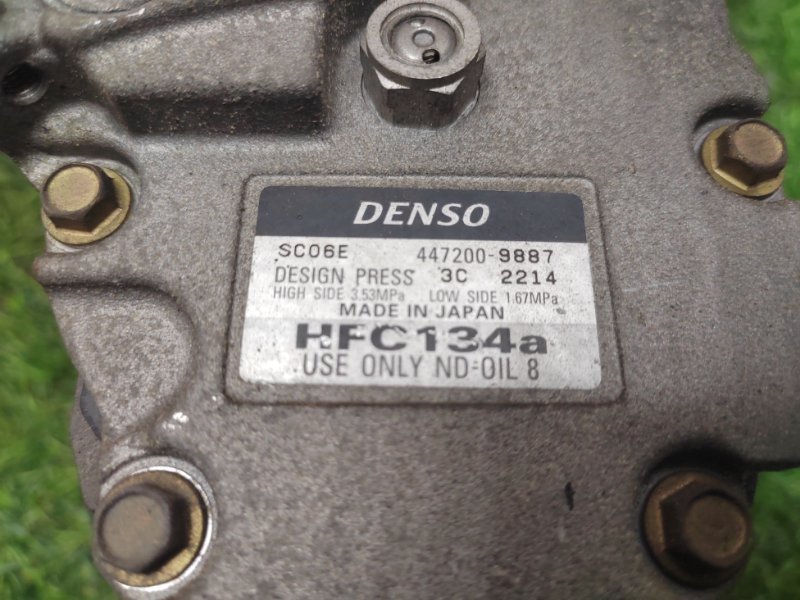 DENSO
SC06E 447200-9887
DESIGN PRESS 3C 2214
HIGH SIDE 3.53MPa LOW SIDE 1.67MPa
MADE IN JAPAN
HFC134a
USE ONLY ND-OIL 8